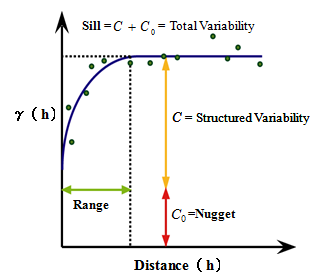 Sill = C + C₀ = Total Variability
γ (h)
C = Structured Variability
Range
C₀ =Nugget
Distance (h)